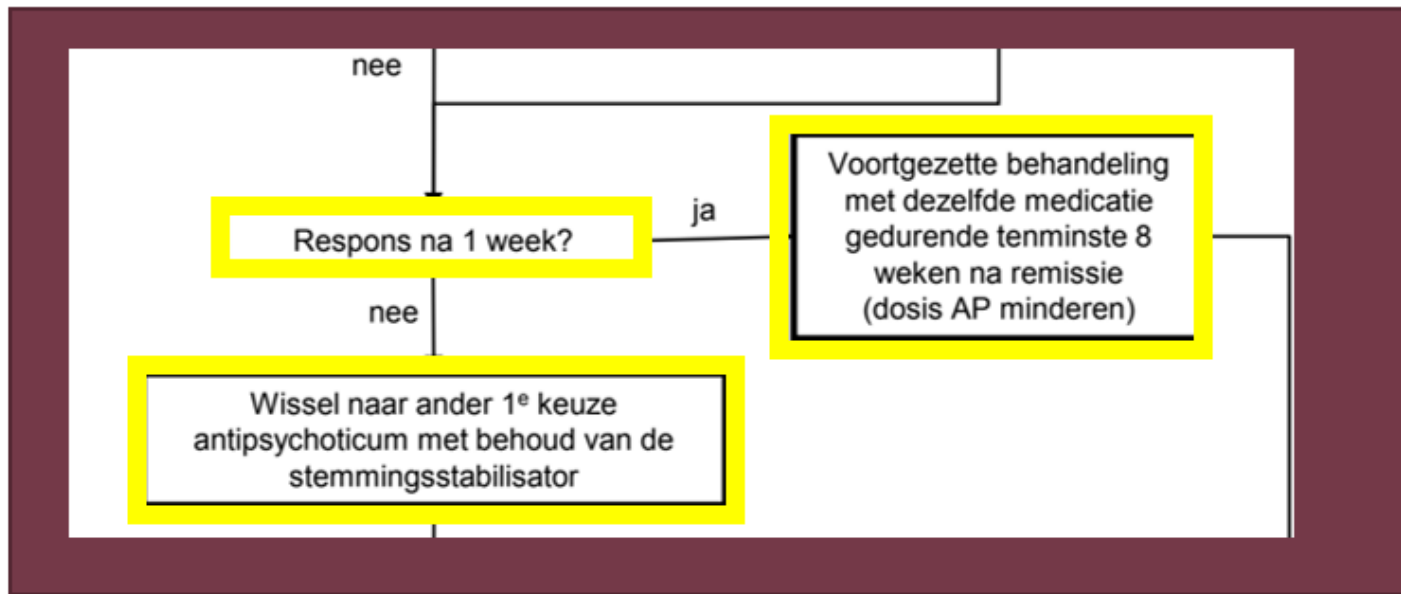 nee
Respons na 1 week?
ja
Voortgezette behandeling
met dezelfde medicatie
gedurende tenminste 8
weken na remissie
(dosis AP minderen)
nee
Wissel naar ander 1ᵉ keuze
antipsychoticum met behoud van de
stemmingsstabilisator